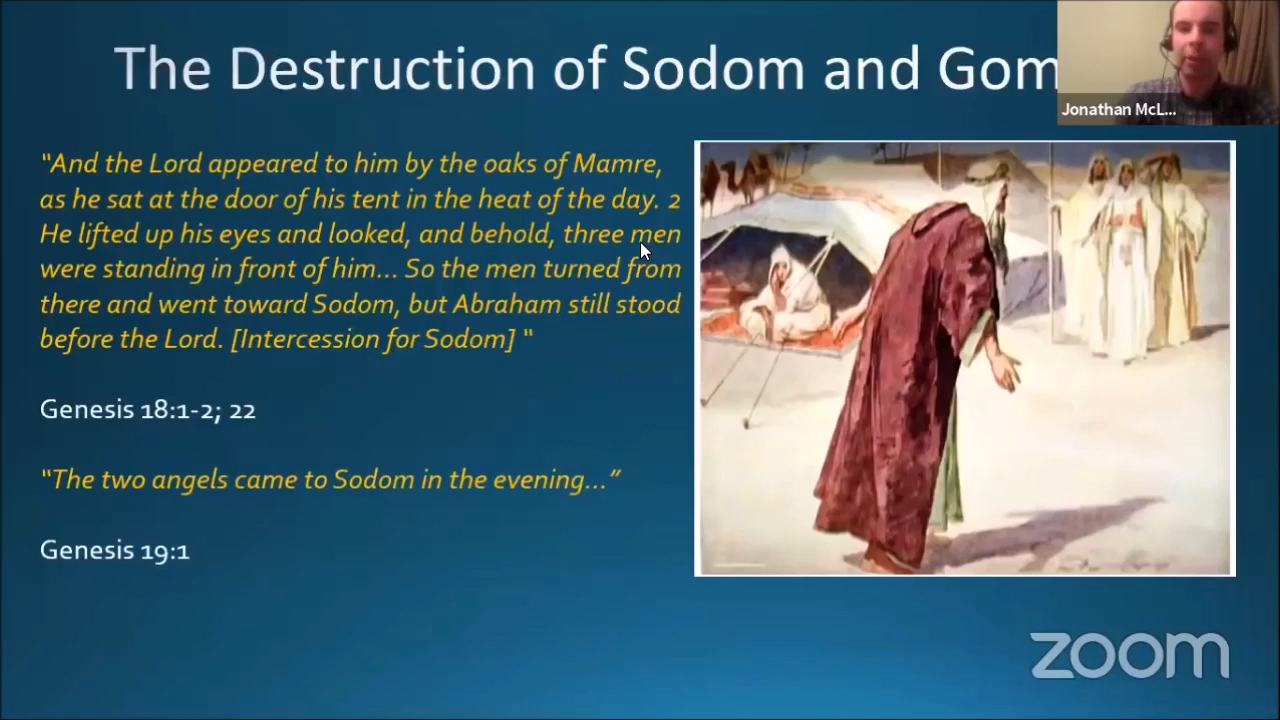 The Destruction of Sodom and Gom
Jonathan McL...
“And the Lord appeared to him by the oaks of Mamre,
as he sat at the door of his tent in the heat of the day. 2
He lifted up his eyes and looked, and behold, three men
were standing in front of him... So the men turned from
there and went toward Sodom, but Abraham still stood
before the Lord. [Intercession for Sodom] “
Genesis 18:1-2; 22
“The two angels came to Sodom in the evening...”
Genesis 19:1
zoom